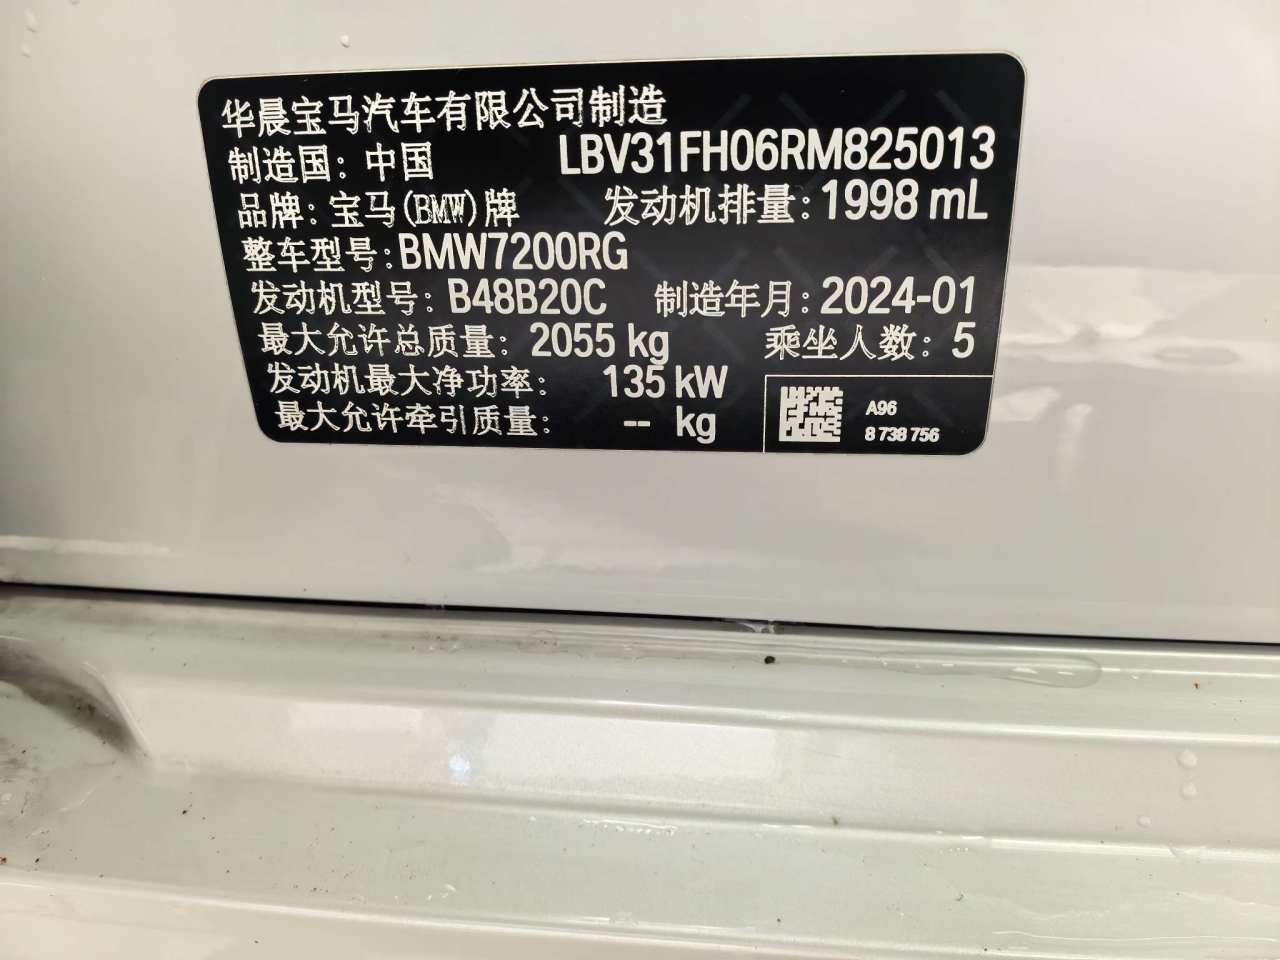 华晨宝马汽车有限公司制造
制造国：中国 LBV31FH06RM825013
品牌：宝马(BMW)牌 发动机排量：1998 mL
整车型号：BMW7200RG
发动机型号：B48B20C 制造年月：2024-01
最大允许总质量：2055 kg 乘坐人数：5
发动机最大净功率：135 kW
最大允许牵引质量：-- kg
A96
8 738 756